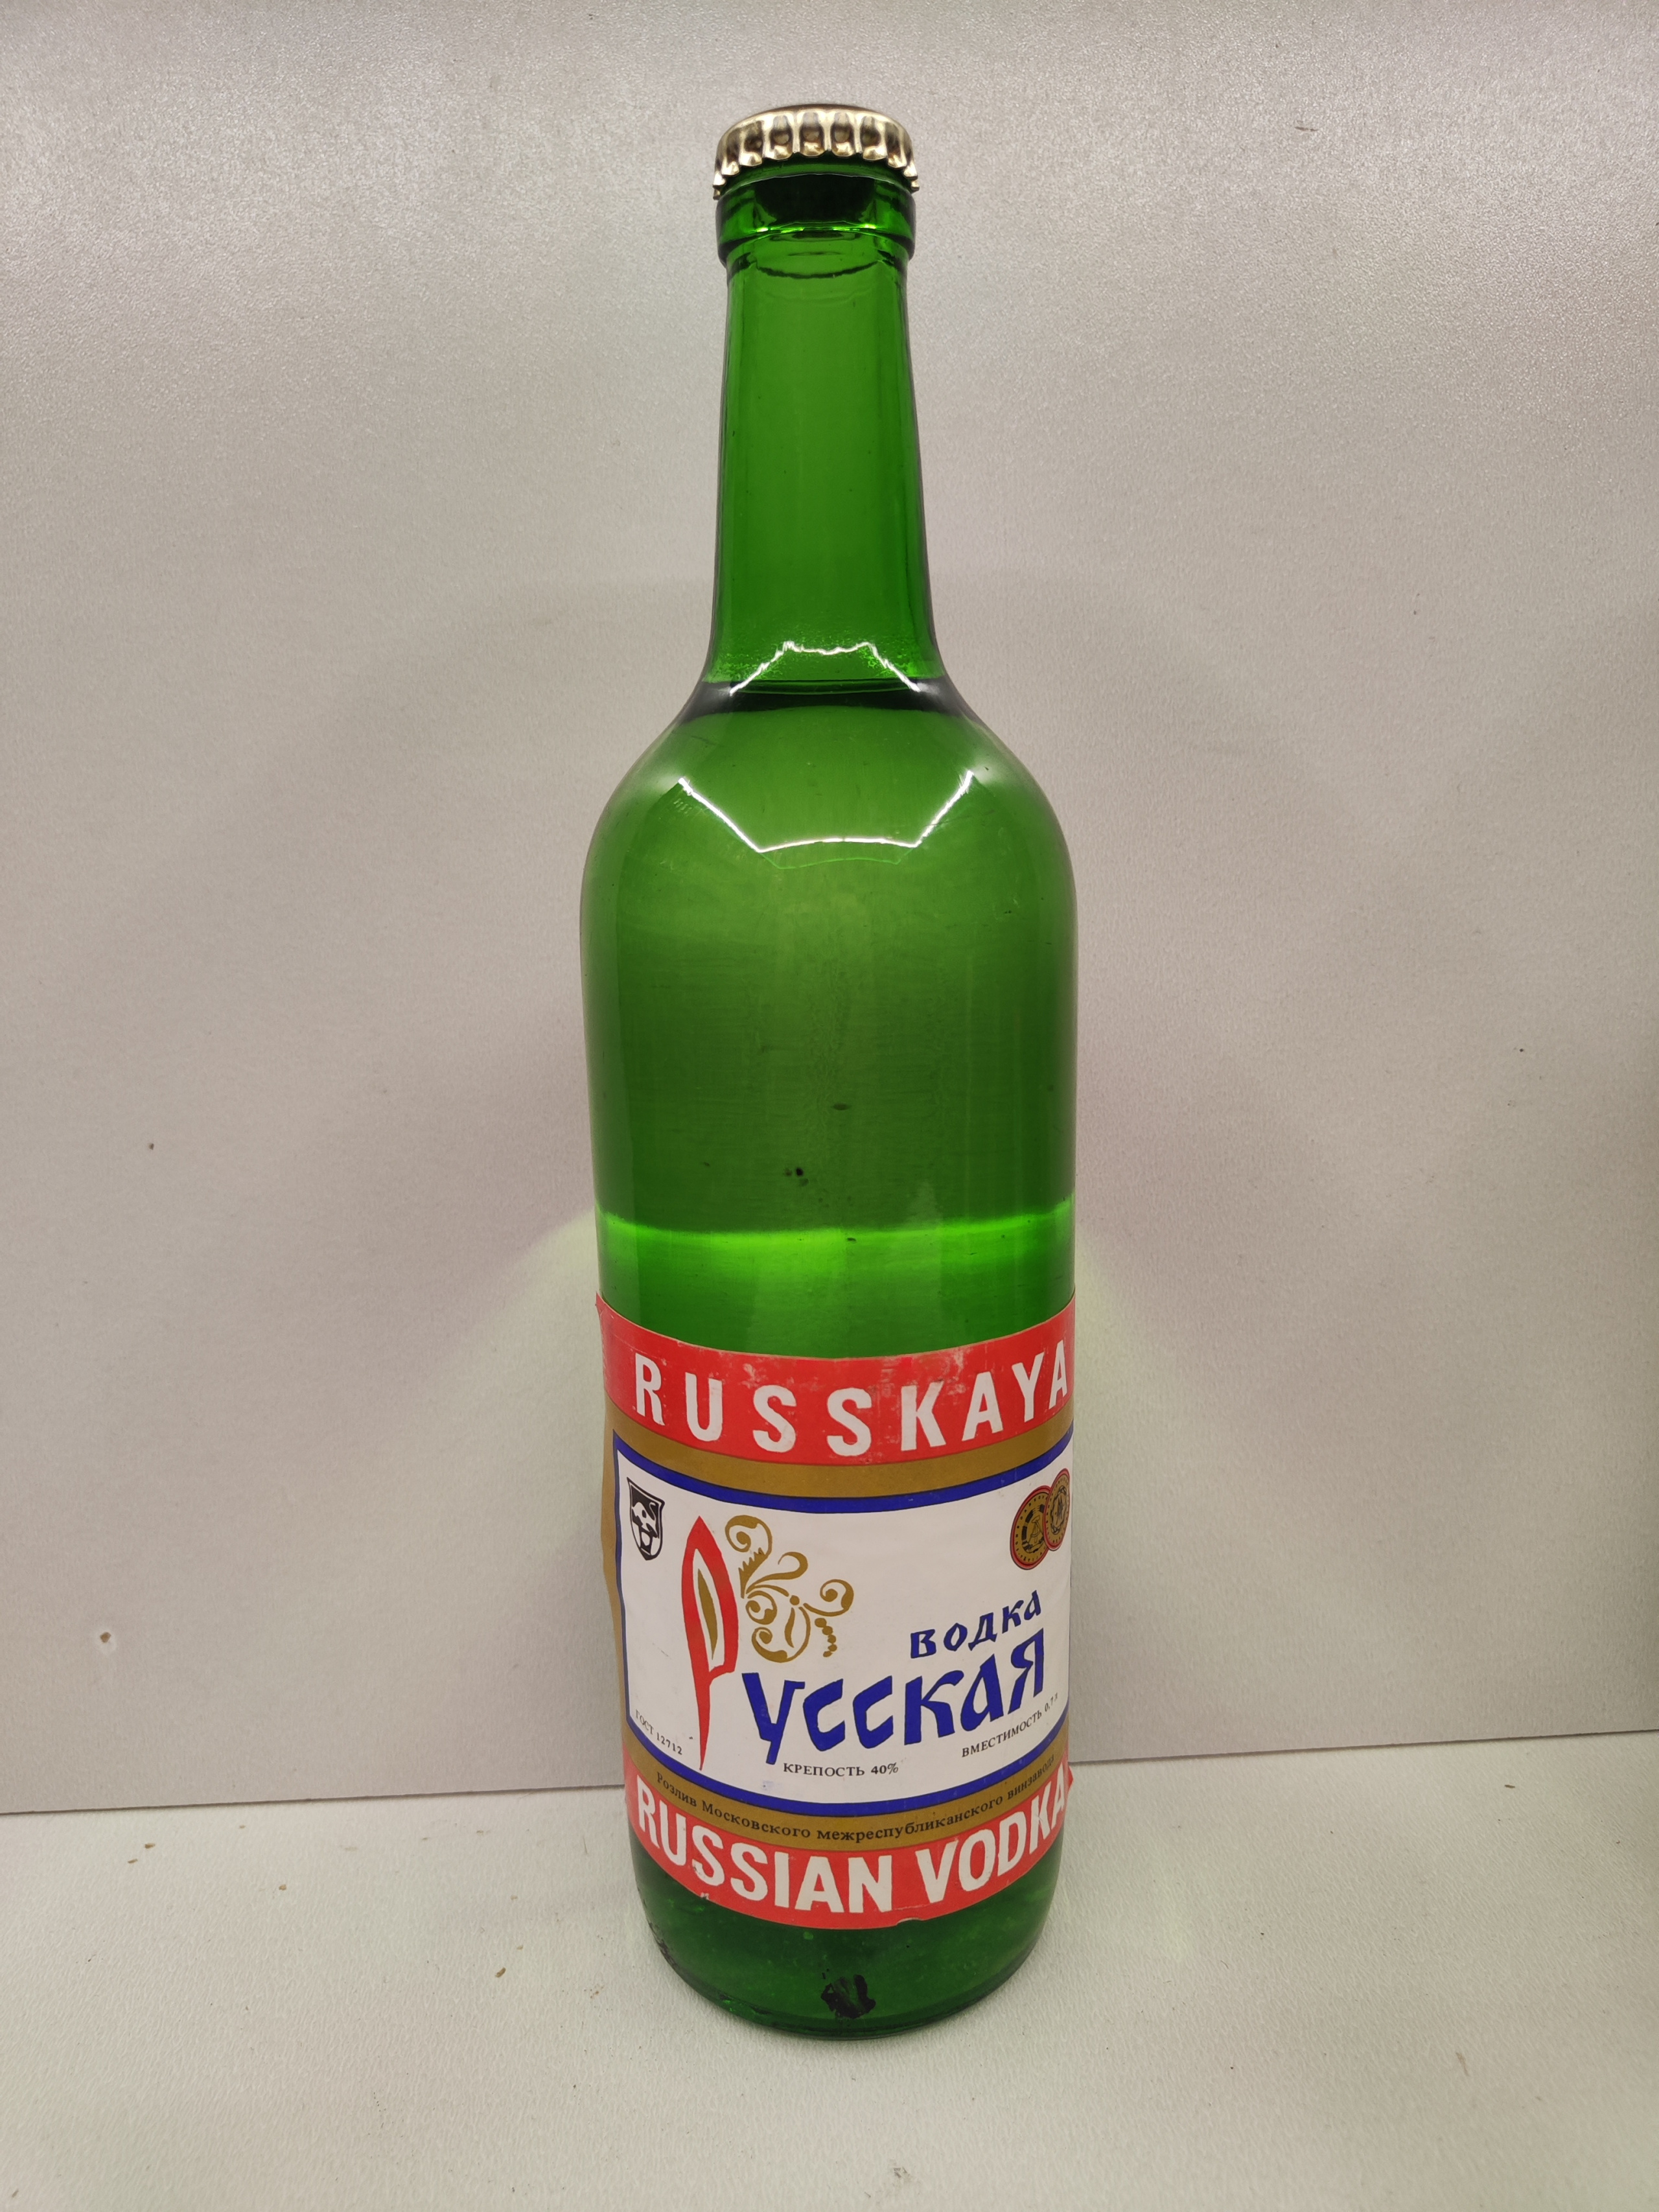 RUSSKAYA
ВОДКА
Русская
ГОСТ 12712
КРЕПОСТЬ 40%
ВМЕСТИМОСТЬ 0,7 л
Розлив Московского межреспубликанского винзавода
RUSSIAN VODKA